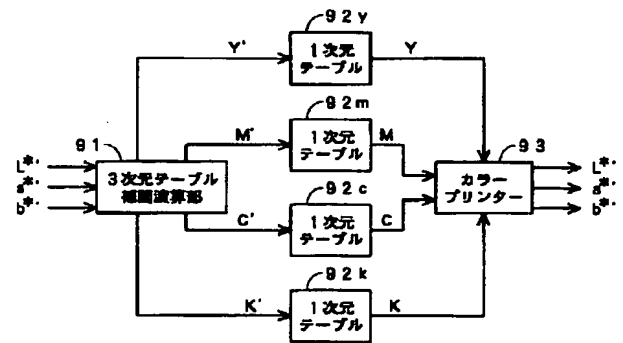 92y
Y'
1次元
テーブル
Y
92m
91
M'
1次元
テーブル
M
93
L*'
a*'
b*'
3次元テーブル
補間演算部
92c
カラー
プリンター
L*'
a*'
b*'
C'
1次元
テーブル
C
92k
K'
1次元
テーブル
K